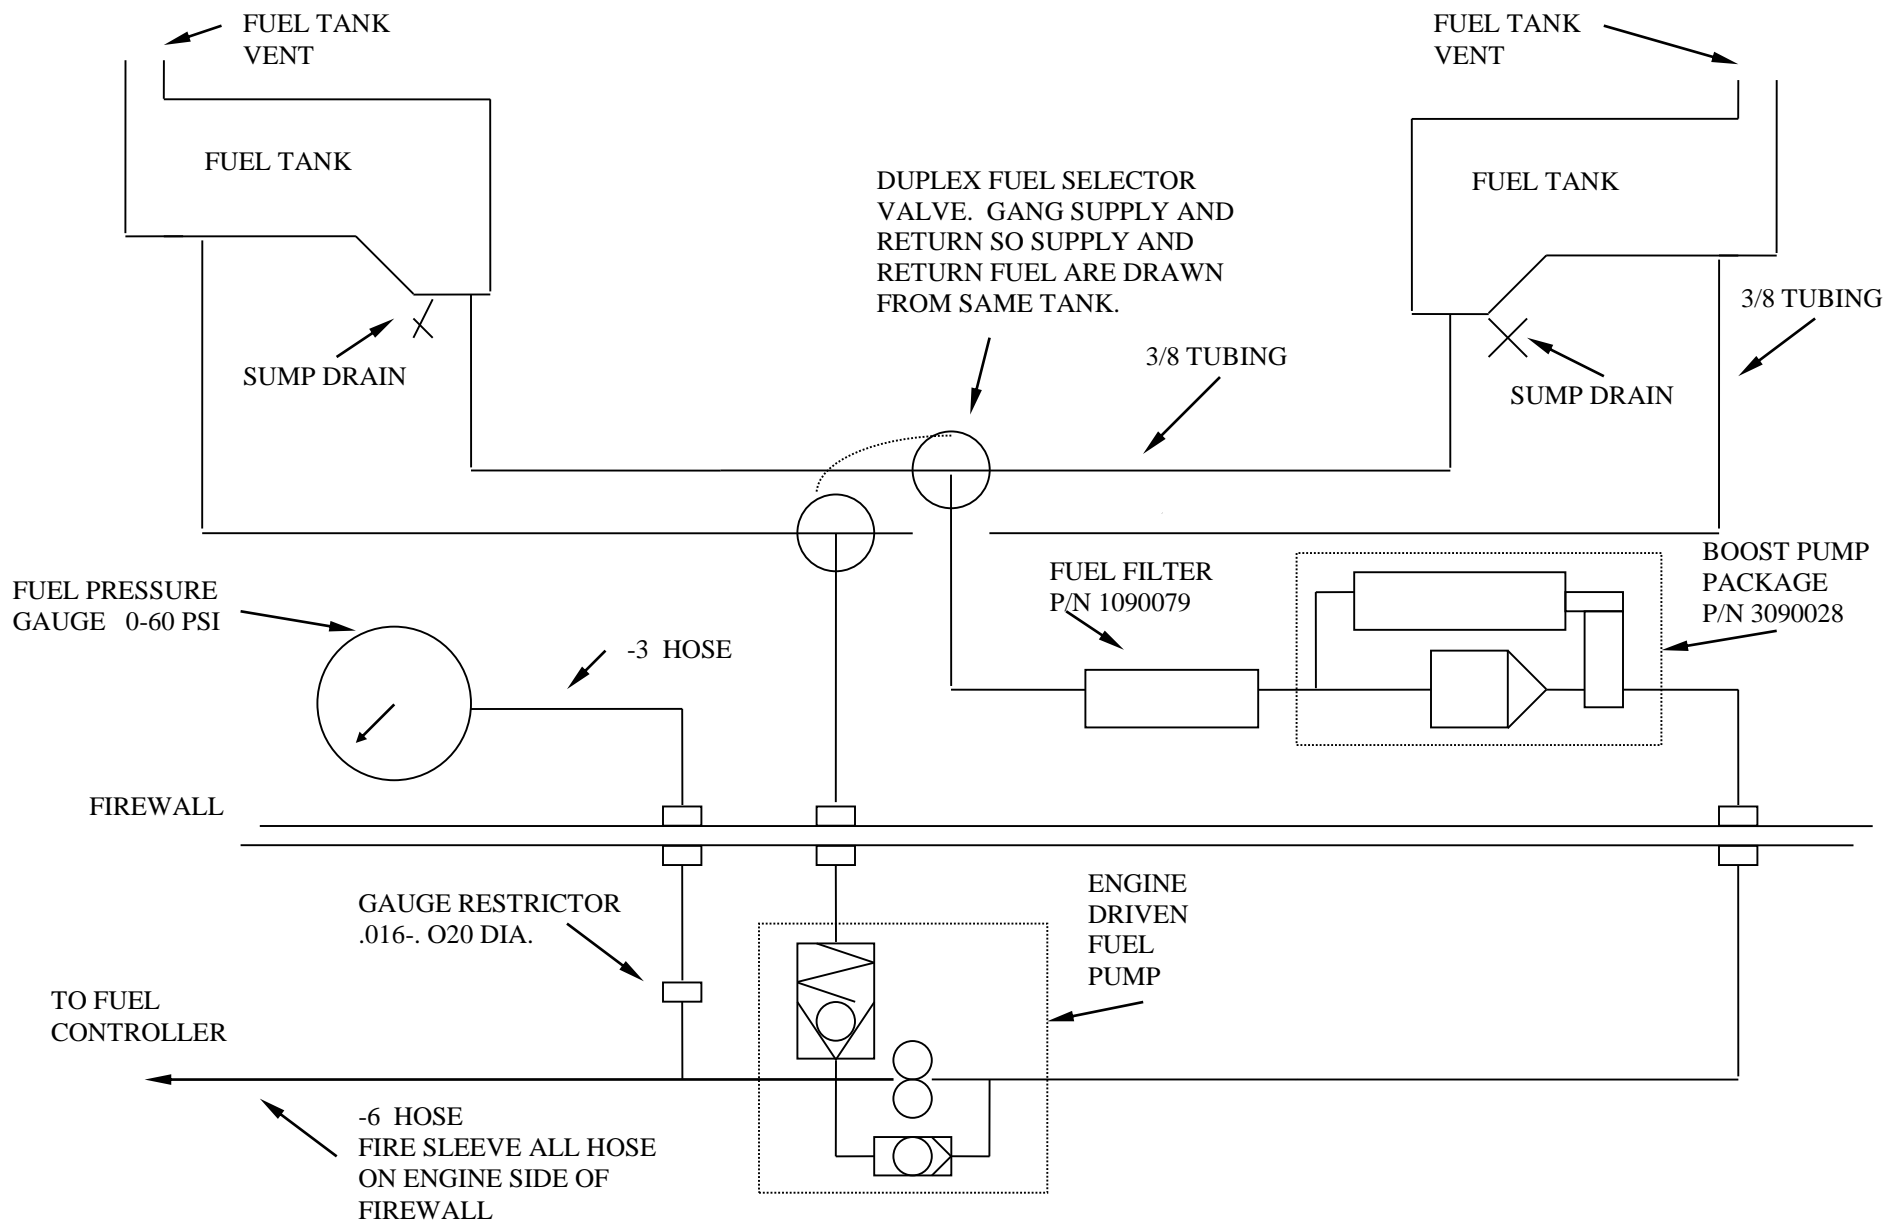 FUEL TANK
VENT
FUEL TANK
VENT
FUEL TANK
FUEL TANK
DUPLEX FUEL SELECTOR
VALVE.  GANG SUPPLY AND
RETURN SO SUPPLY AND
RETURN FUEL ARE DRAWN
FROM SAME TANK.
3/8 TUBING
3/8 TUBING
SUMP DRAIN
SUMP DRAIN
FUEL PRESSURE
GAUGE   0-60 PSI
-3  HOSE
FUEL FILTER
P/N 1090079
BOOST PUMP
PACKAGE
P/N 3090028
FIREWALL
GAUGE RESTRICTOR
.016-. O20 DIA.
ENGINE
DRIVEN
FUEL
PUMP
TO FUEL
CONTROLLER
-6  HOSE
FIRE SLEEVE ALL HOSE
ON ENGINE SIDE OF
FIREWALL